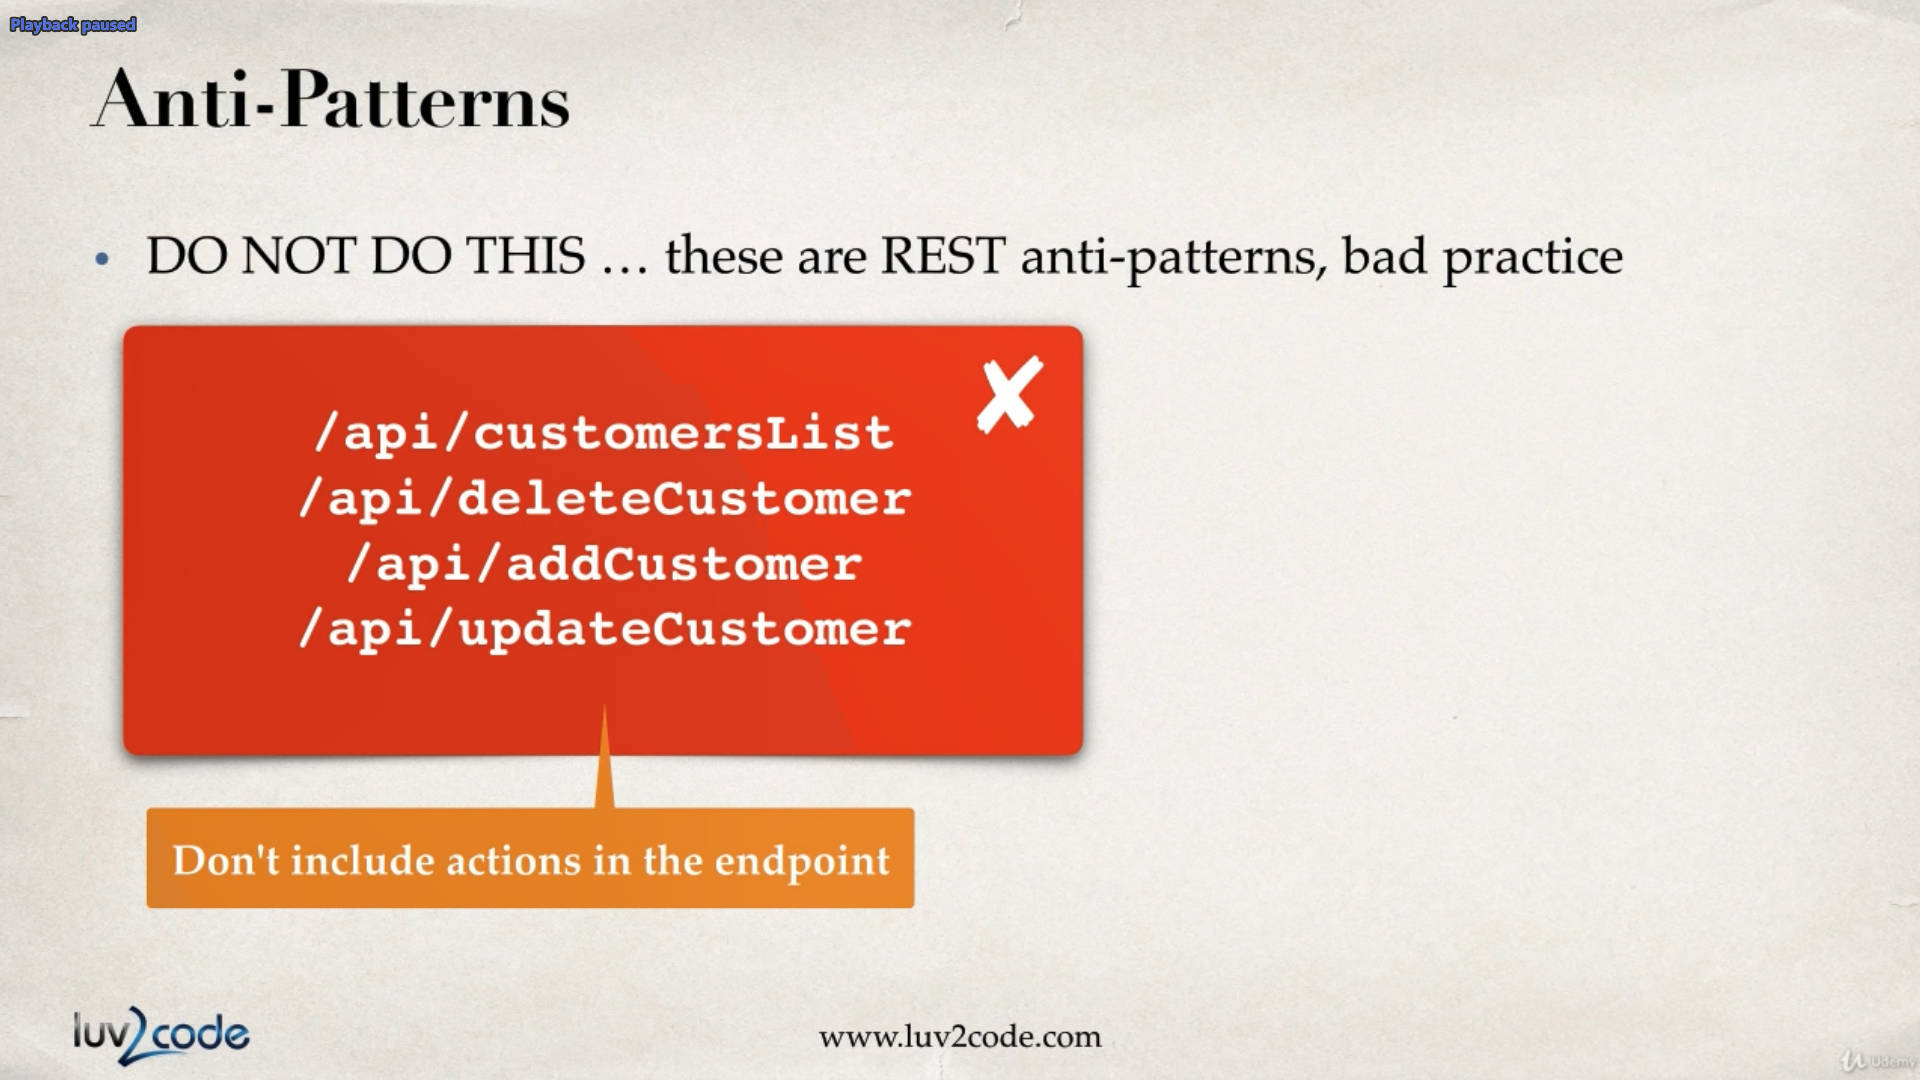 Playback paused
Anti-Patterns
• DO NOT DO THIS … these are REST anti-patterns, bad practice
/api/customersList
/api/deleteCustomer
/api/addCustomer
/api/updateCustomer
Don't include actions in the endpoint
luv2code
www.luv2code.com
Udemy